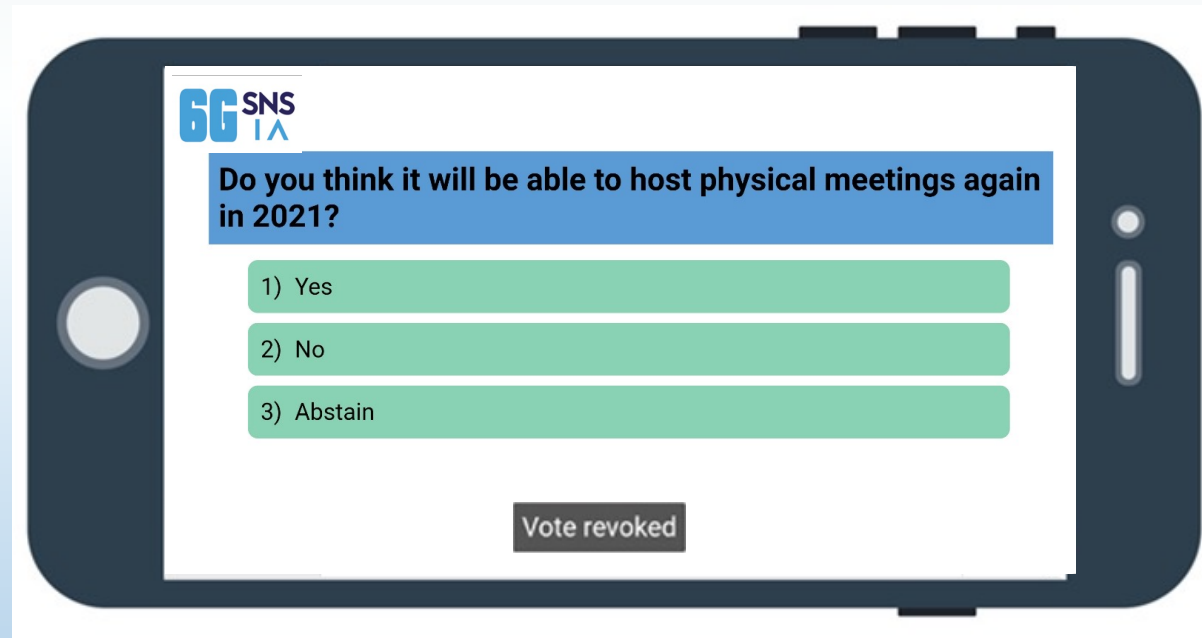 6G SNS
IA
Do you think it will be able to host physical meetings again
in 2021?
1) Yes
2) No
3) Abstain
Vote revoked